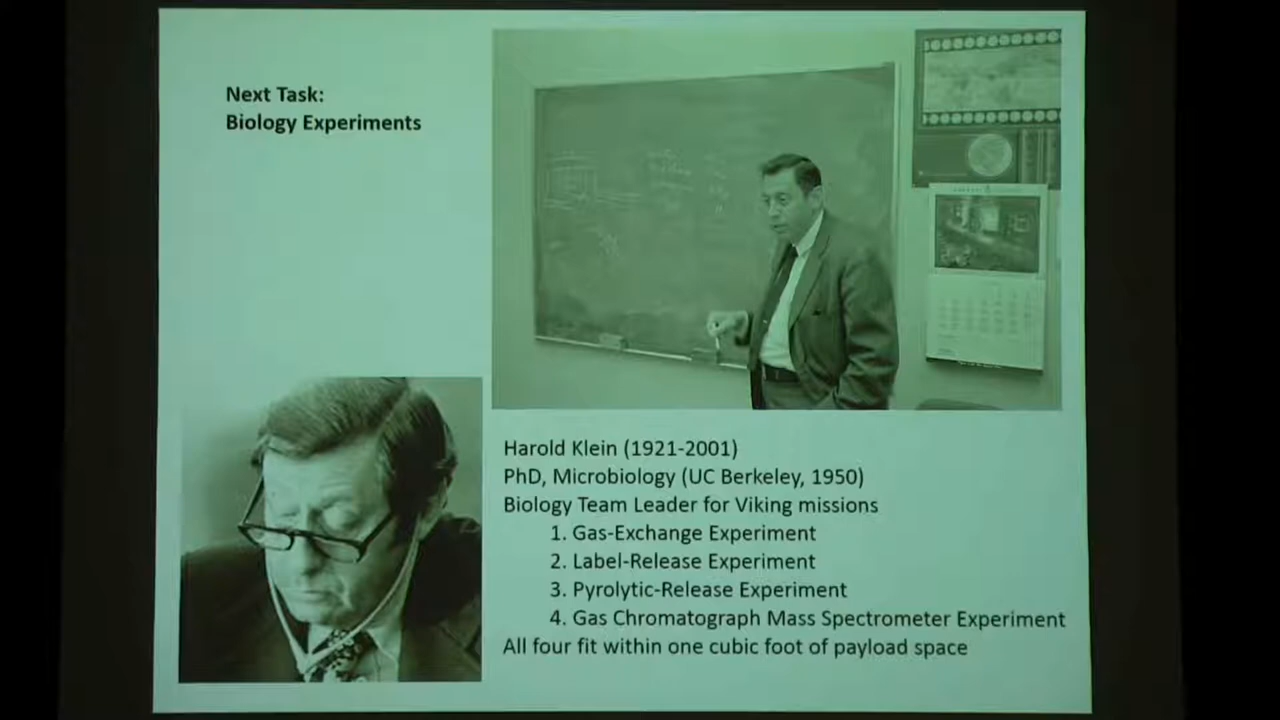 Next Task:
Biology Experiments
Harold Klein (1921-2001)
PhD, Microbiology (UC Berkeley, 1950)
Biology Team Leader for Viking missions
1. Gas-Exchange Experiment
2. Label-Release Experiment
3. Pyrolytic-Release Experiment
4. Gas Chromatograph Mass Spectrometer Experiment
All four fit within one cubic foot of payload space